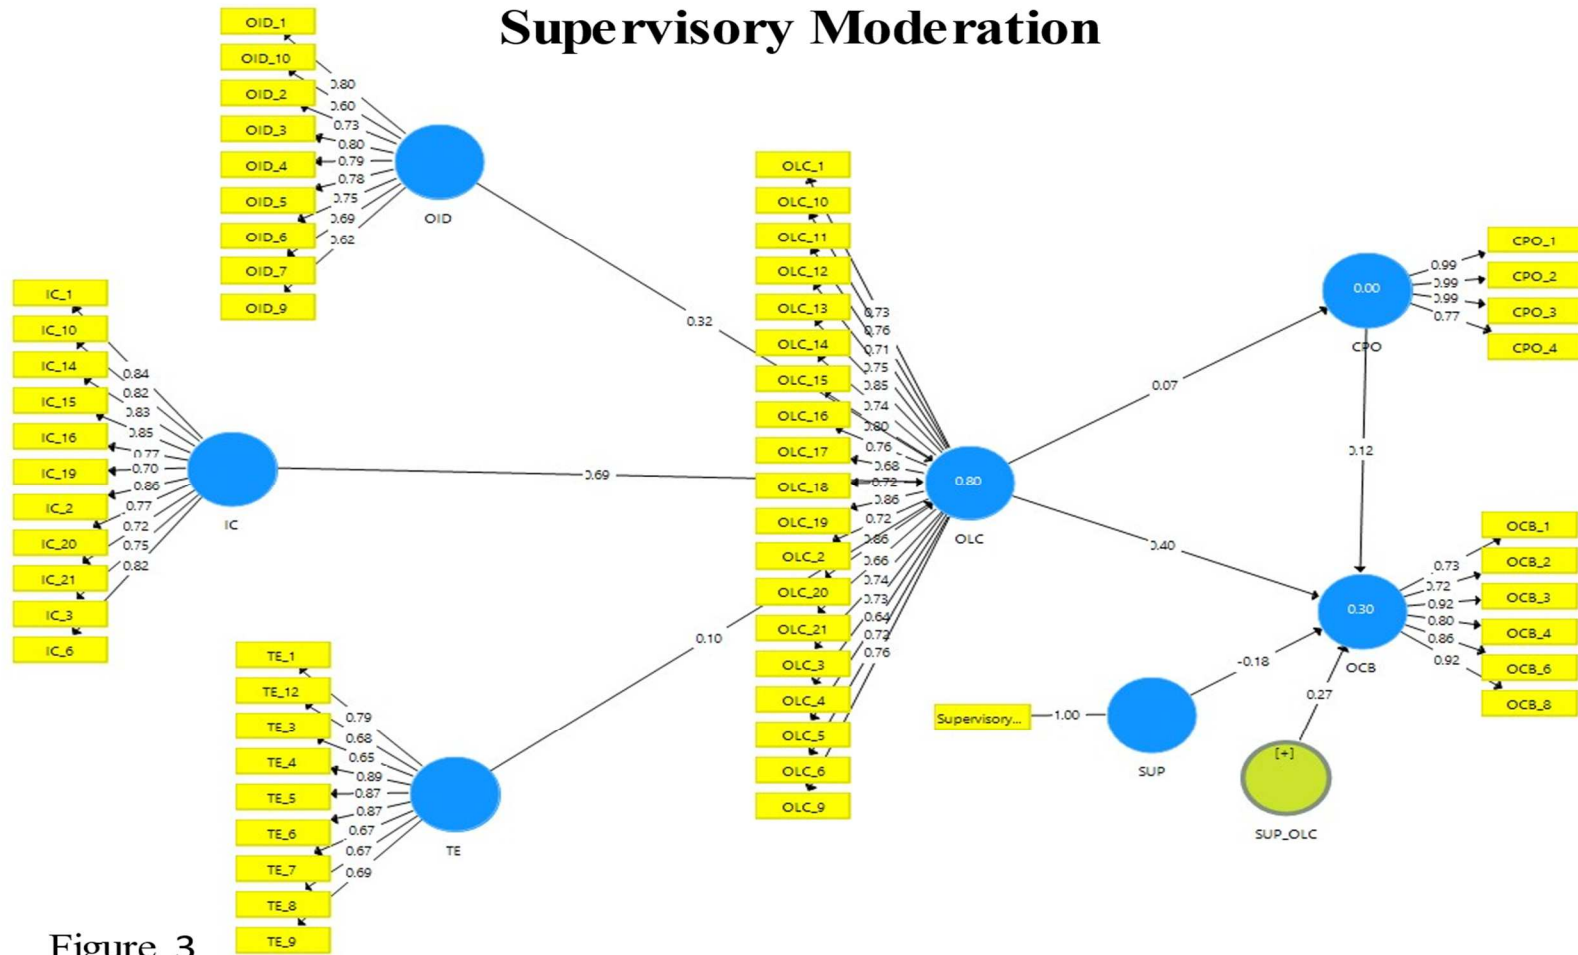 Supervisory Moderation
OID_1
OID_10
OID_2
OID_3
OID_4
OID_5
OID_6
OID_7
OID_9
0.80
0.60
0.73
0.80
0.79
0.78
0.75
0.69
0.62
OID
IC_1
IC_10
IC_14
IC_15
IC_16
IC_19
IC_2
IC_20
IC_21
IC_3
IC_6
0.84
0.82
0.83
0.85
0.77
0.70
0.86
0.77
0.72
0.75
0.82
IC
TE_1
TE_12
TE_3
TE_4
TE_5
TE_6
TE_7
TE_8
TE_9
0.79
0.68
0.65
0.89
0.87
0.87
0.67
0.67
0.69
TE
0.32
0.69
0.10
OLC_1
OLC_10
OLC_11
OLC_12
OLC_13
OLC_14
OLC_15
OLC_16
OLC_17
OLC_18
OLC_19
OLC_2
OLC_20
OLC_21
OLC_3
OLC_4
OLC_5
OLC_6
OLC_9
0.73
0.76
0.71
0.75
0.85
0.74
0.80
0.76
0.68
0.72
0.86
0.72
0.86
0.66
0.74
0.73
0.64
0.72
0.76
0.80
OLC
0.07
0.40
0.00
CPO
0.99
0.99
0.99
0.77
CPO_1
CPO_2
CPO_3
CPO_4
0.12
0.30
OCB
0.73
0.72
0.92
0.80
0.86
0.92
OCB_1
OCB_2
OCB_3
OCB_4
OCB_6
OCB_8
Supervisory...
1.00
SUP
-0.18
0.27
[+]
SUP_OLC
Figure 3